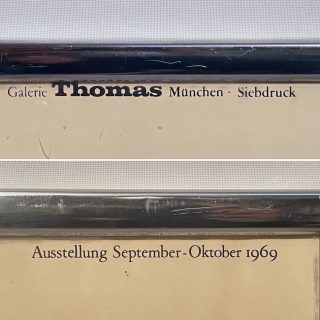 Galerie Thomas München - Siebdruck
Ausstellung September-Oktober 1969